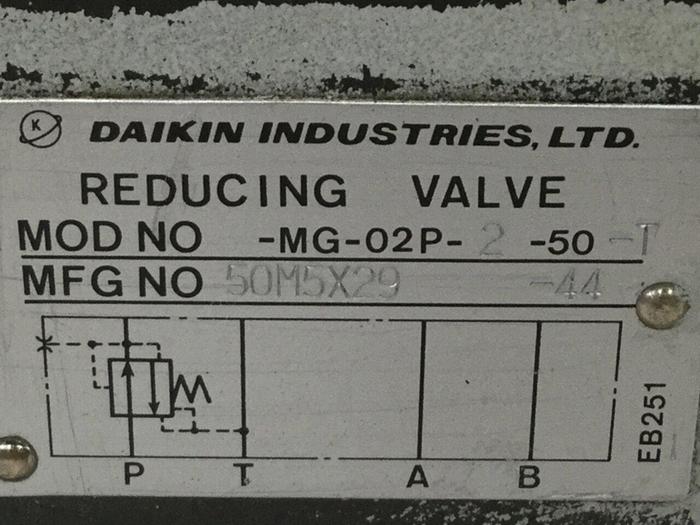 K DAIKIN INDUSTRIES, LTD.
REDUCING VALVE
MOD NO -MG-02P- 2 -50 -T
MFG NO 50M5X29 -44
EB251
P T A B